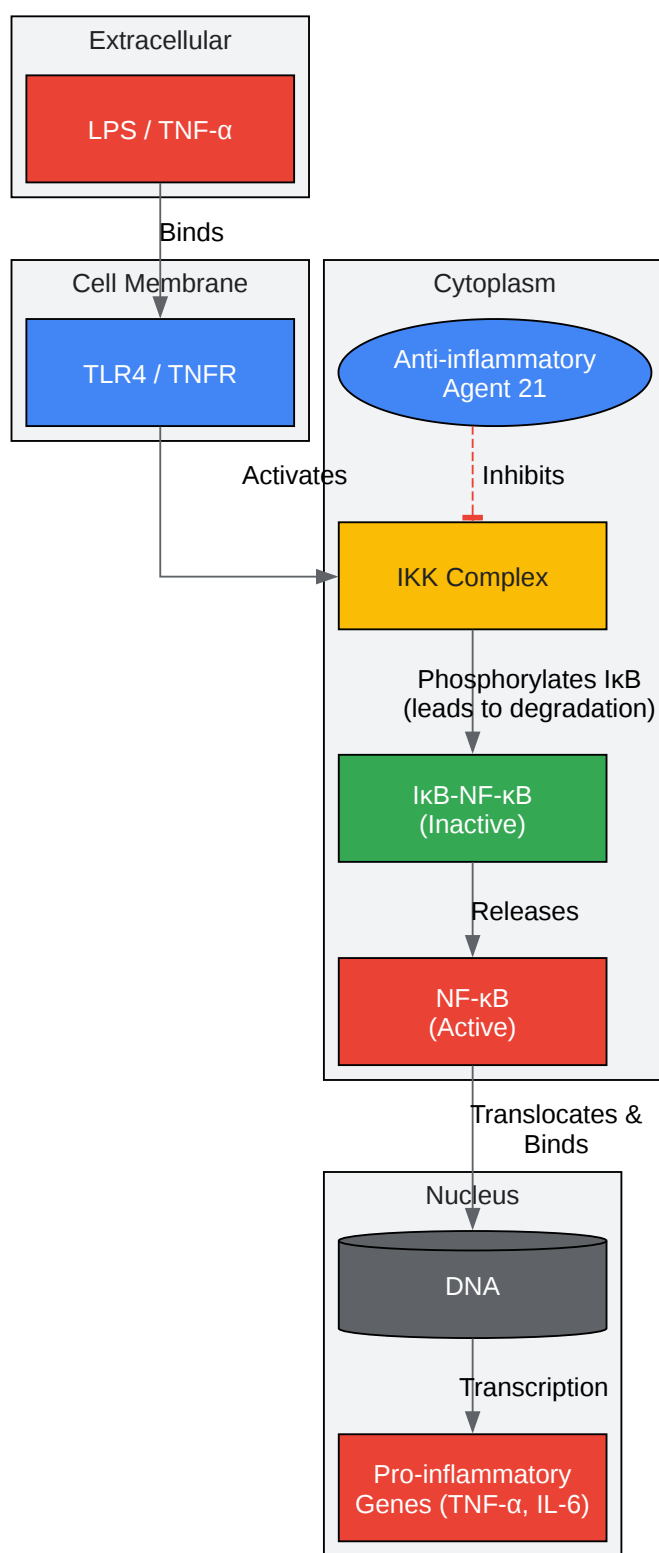 Extracellular
LPS / TNF-α
Binds
Cell Membrane
TLR4 / TNFR
Cytoplasm
Anti-inflammatory
Agent 21
Activates
Inhibits
IKK Complex
Phosphorylates IκB
(leads to degradation)
IκB-NF-κB
(Inactive)
Releases
NF-κB
(Active)
Translocates &
Binds
Nucleus
DNA
Transcription
Pro-inflammatory
Genes (TNF-α, IL-6)